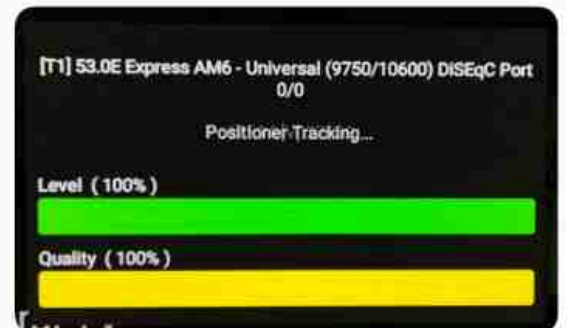 [T1] 53.0E Express AM6 - Universal (9750/10600) DiSEqC Port
0/0
Positioner Tracking...
Level (100%)
Quality (100%)